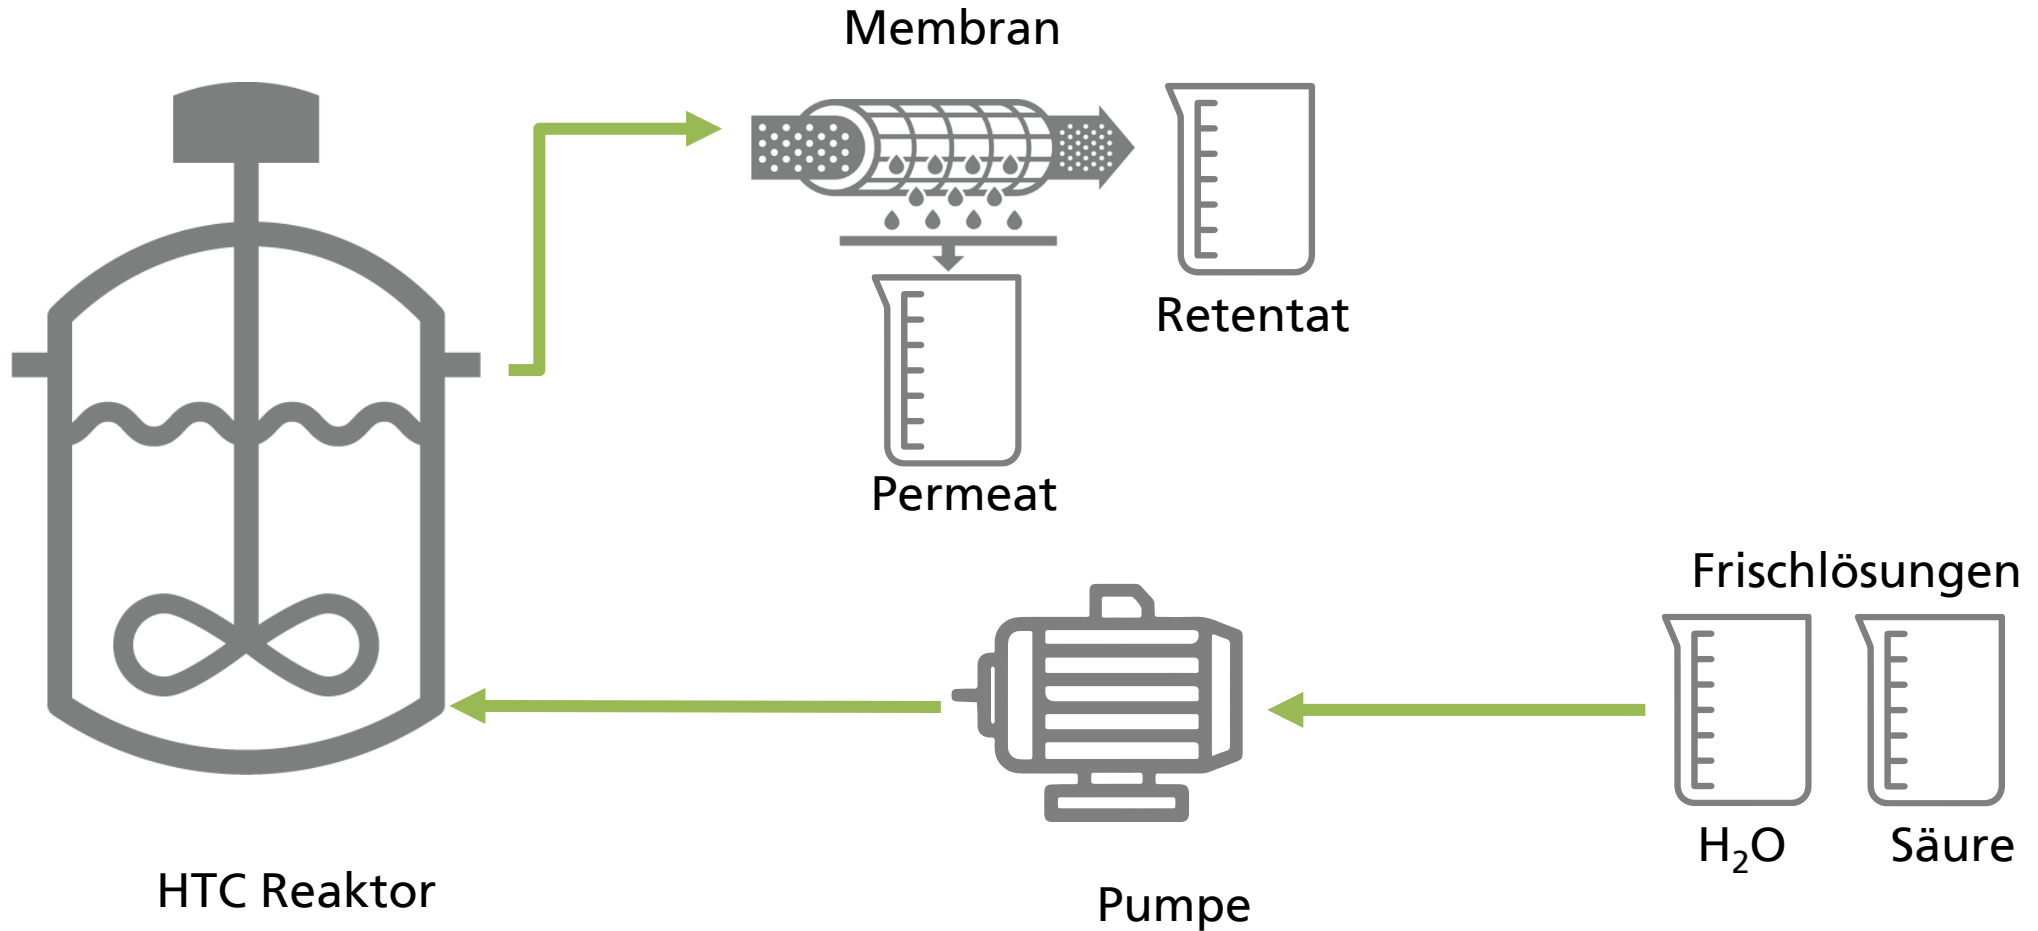 Membran
Retentat
Permeat
Frischlösungen
H₂O
Säure
HTC Reaktor
Pumpe